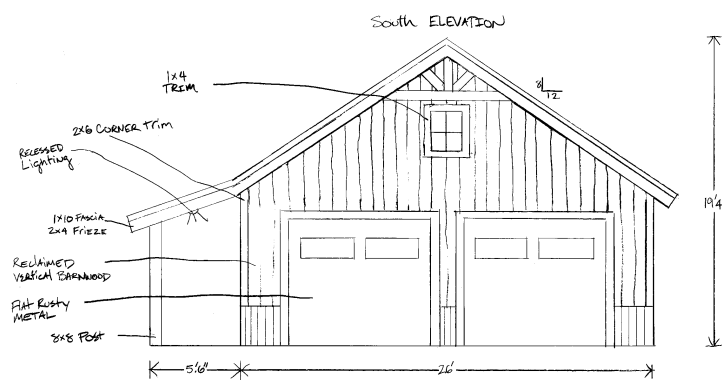 South ELEVATION
1x4
TRIM
8
12
2x6 CORNER Trim
RECESSED
Lighting
19'4
1x10 FASCIA
2x4 FRIEZE
RECLAIMED
VERTICAL BARNWOOD
Flat Rusty
METAL
8x8 POST
5'6"
26'